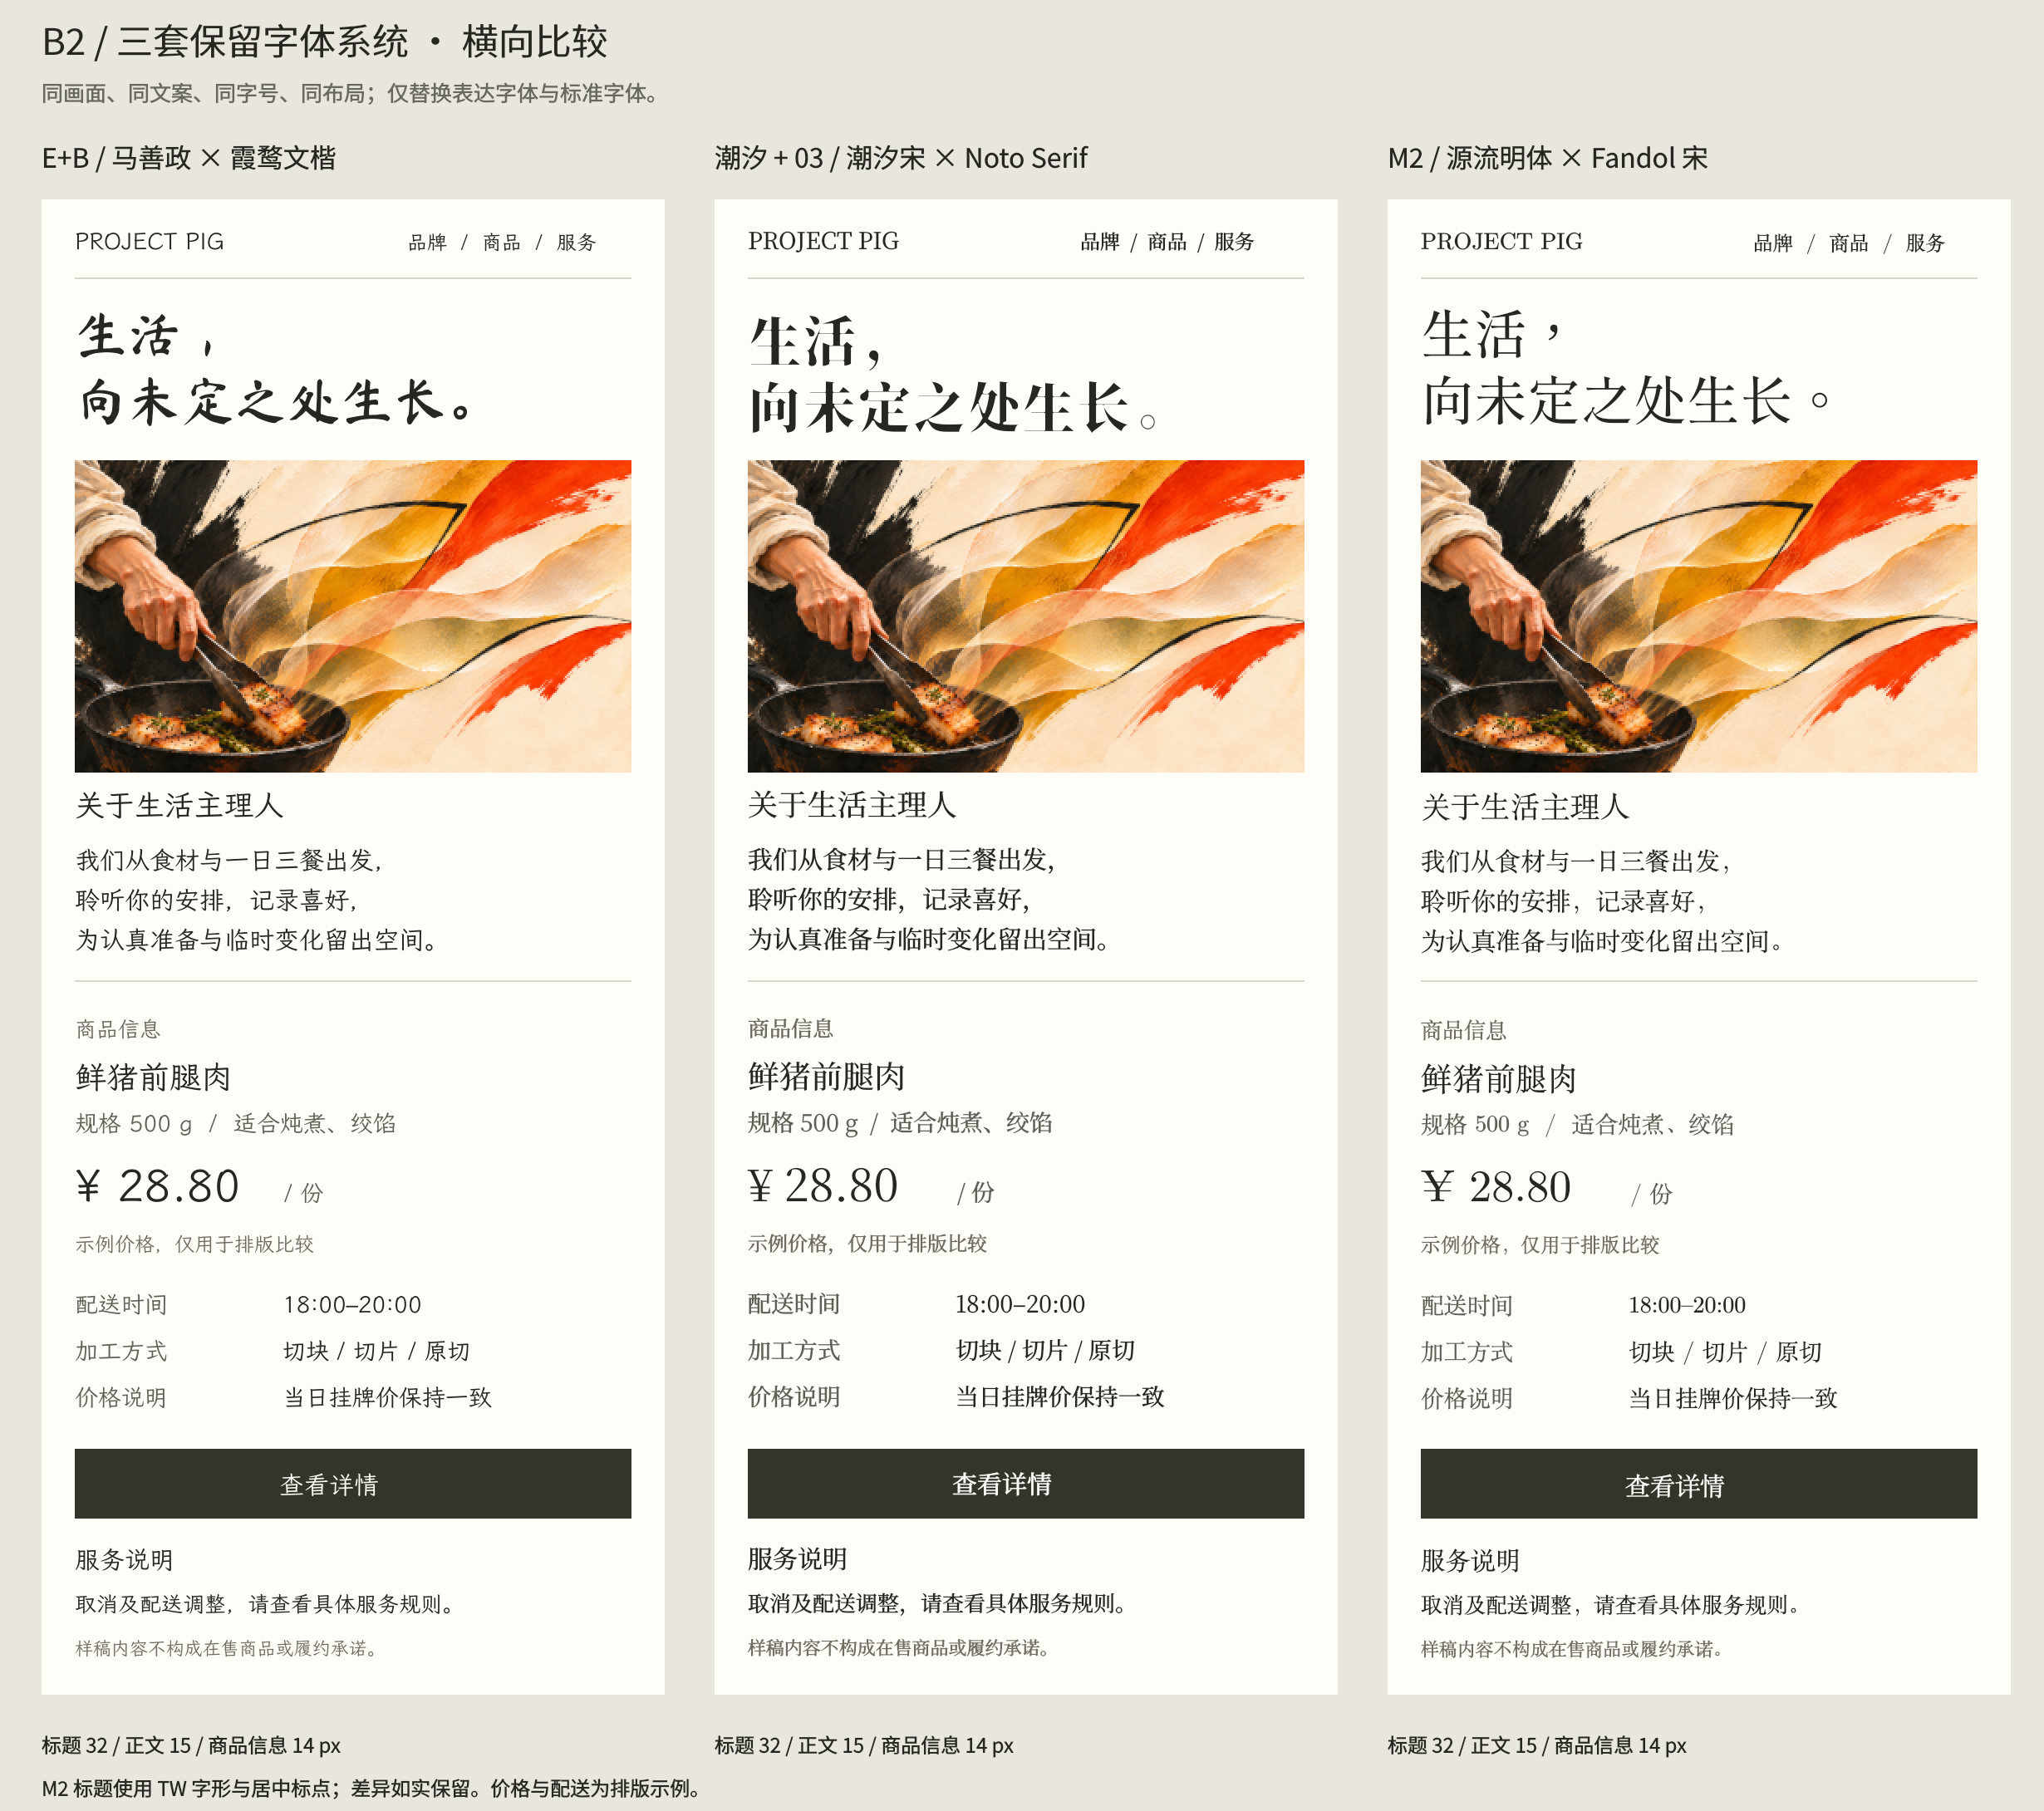 B2 / 三套保留字体系统 · 横向比较
同画面、同文案、同字号、同布局；仅替换表达字体与标准字体。
E+B / 马善政 × 霞鹜文楷
PROJECT PIG
品牌 / 商品 / 服务
生活，
向未定之处生长。
关于生活主理人
我们从食材与一日三餐出发，
聆听你的安排，记录喜好，
为认真准备与临时变化留出空间。
商品信息
鲜猪前腿肉
规格 500 g / 适合炖煮、绞馅
¥ 28.80 / 份
示例价格，仅用于排版比较
配送时间 18:00–20:00
加工方式 切块 / 切片 / 原切
价格说明 当日挂牌价保持一致
查看详情
服务说明
取消及配送调整，请查看具体服务规则。
样稿内容不构成在售商品或履约承诺。
标题 32 / 正文 15 / 商品信息 14 px
潮汐 + 03 / 潮汐宋 × Noto Serif
PROJECT PIG
品牌 / 商品 / 服务
生活，
向未定之处生长。
关于生活主理人
我们从食材与一日三餐出发，
聆听你的安排，记录喜好，
为认真准备与临时变化留出空间。
商品信息
鲜猪前腿肉
规格 500 g / 适合炖煮、绞馅
¥ 28.80 / 份
示例价格，仅用于排版比较
配送时间 18:00–20:00
加工方式 切块 / 切片 / 原切
价格说明 当日挂牌价保持一致
查看详情
服务说明
取消及配送调整，请查看具体服务规则。
样稿内容不构成在售商品或履约承诺。
标题 32 / 正文 15 / 商品信息 14 px
M2 / 源流明体 × Fandol 宋
PROJECT PIG
品牌 / 商品 / 服务
生活，
向未定之处生长。
关于生活主理人
我们从食材与一日三餐出发，
聆听你的安排，记录喜好，
为认真准备与临时变化留出空间。
商品信息
鲜猪前腿肉
规格 500 g / 适合炖煮、绞馅
¥ 28.80 / 份
示例价格，仅用于排版比较
配送时间 18:00–20:00
加工方式 切块 / 切片 / 原切
价格说明 当日挂牌价保持一致
查看详情
服务说明
取消及配送调整，请查看具体服务规则。
样稿内容不构成在售商品或履约承诺。
标题 32 / 正文 15 / 商品信息 14 px
M2 标题使用 TW 字形与居中标点；差异如实保留。价格与配送为排版示例。